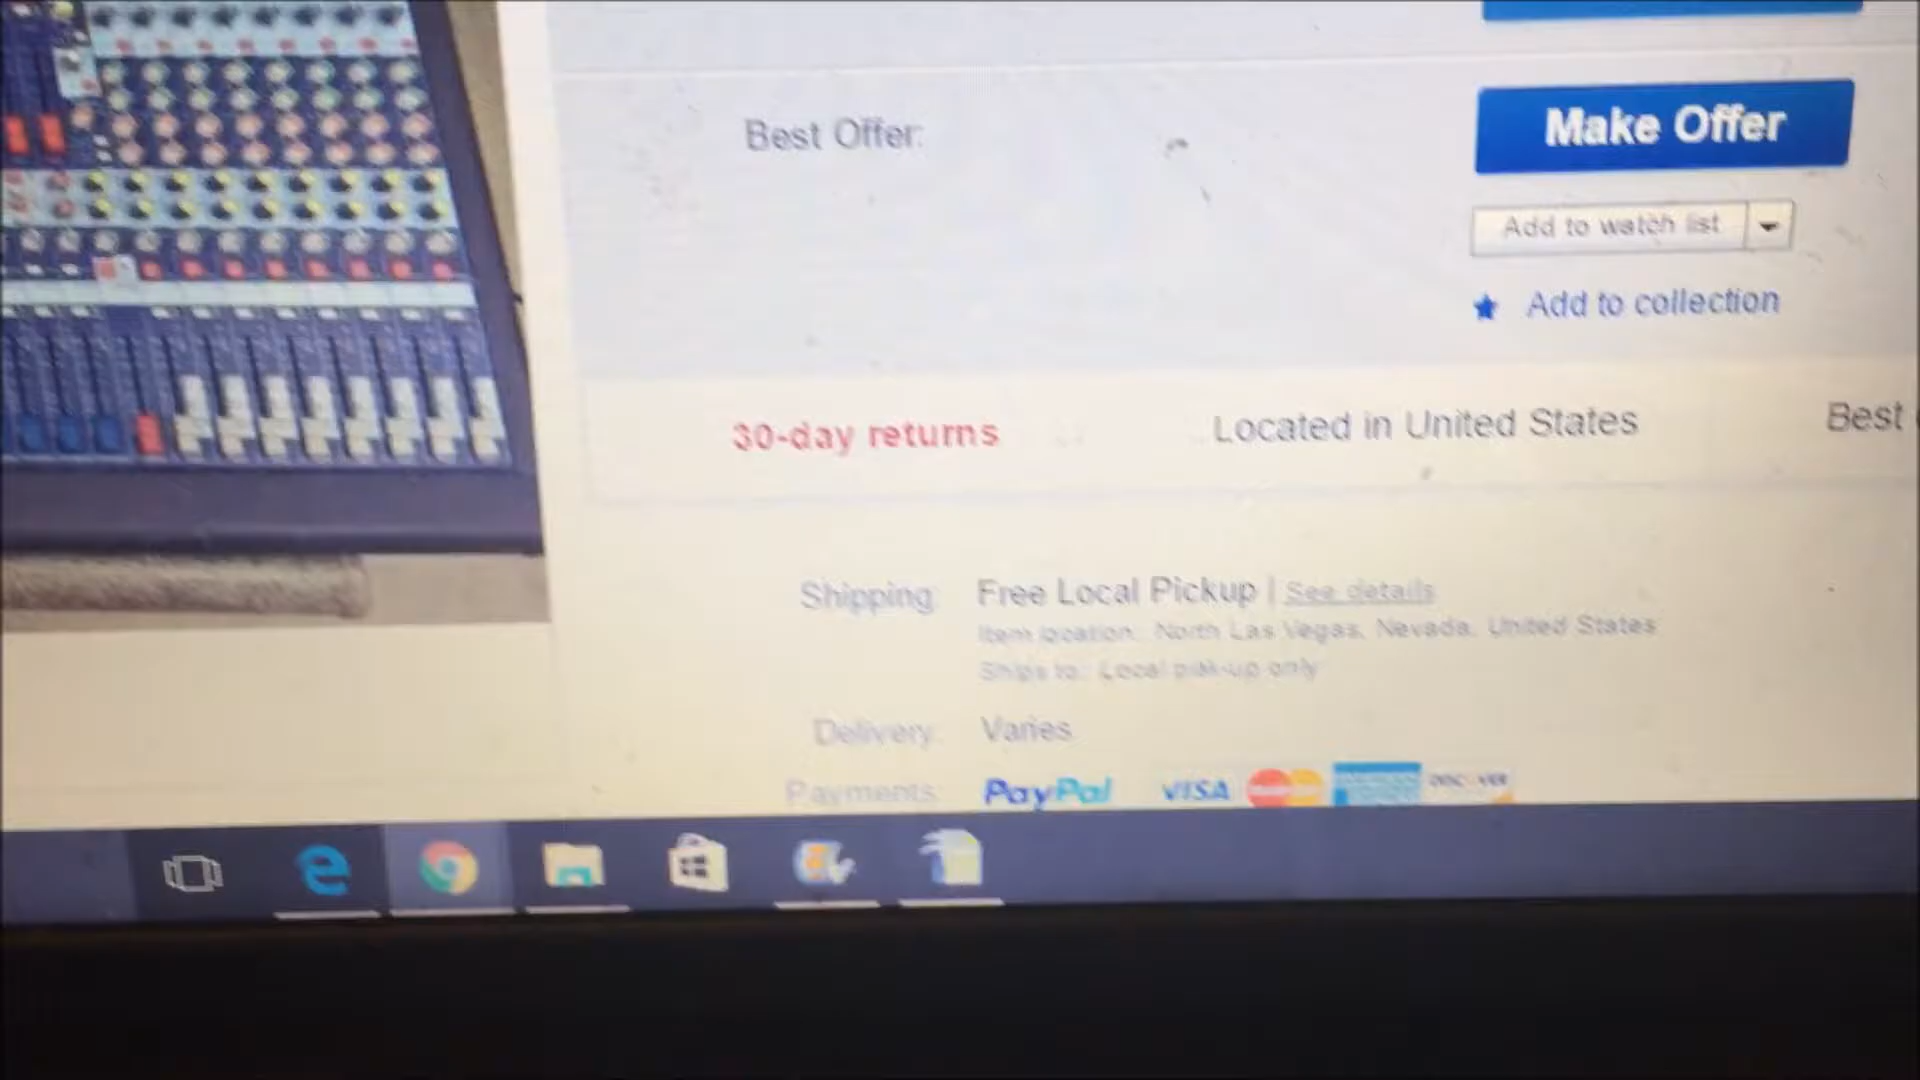 Best Offer:
Make Offer
Add to watch list
Add to collection
30-day returns
Located in United States
Best
Shipping:
Free Local Pickup | See details
Item location: North Las Vegas, Nevada, United States
Ships to: Local pick-up only
Delivery:
Varies
Payments:
PayPal VISA DISCOVER